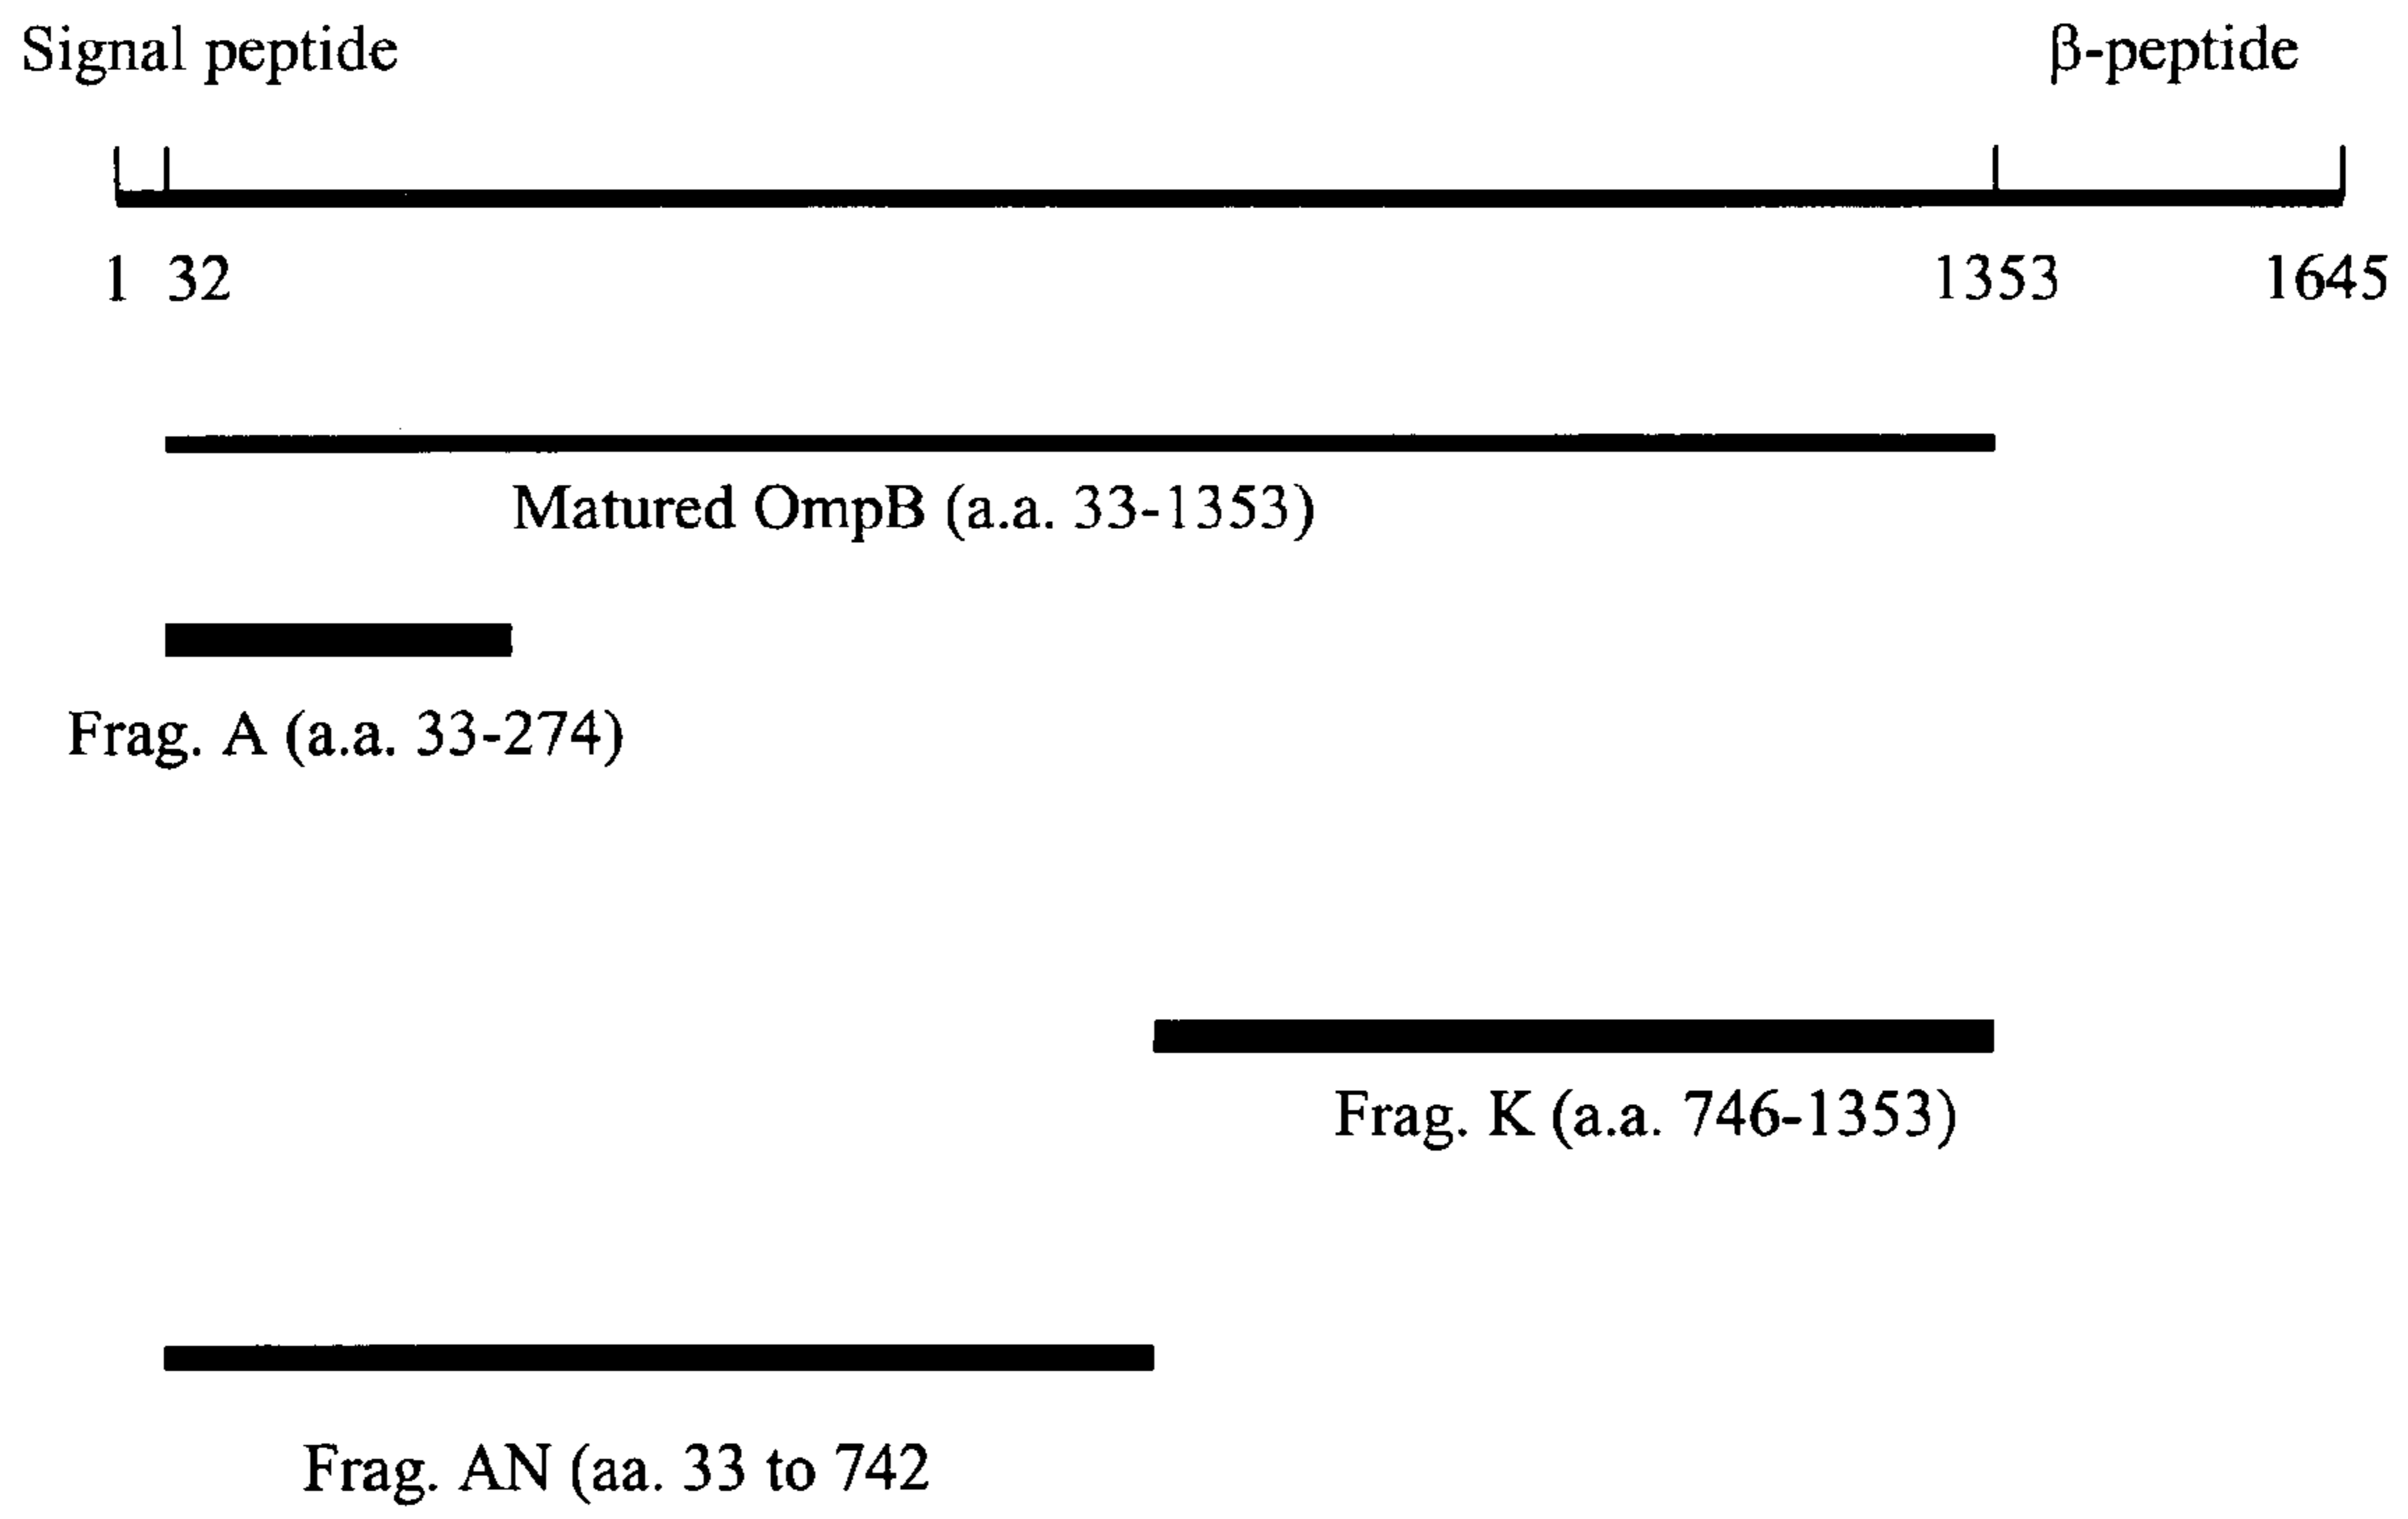 Signal peptide β-peptide
1 32 1353 1645
Matured OmpB (a.a. 33-1353)
Frag. A (a.a. 33-274)
Frag. K (a.a. 746-1353)
Frag. AN (aa. 33 to 742